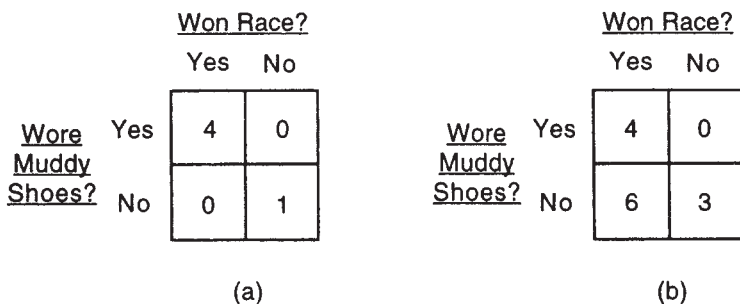 Won Race?
Yes No
Wore Muddy Shoes?
Yes 4 0
No 0 1
(a)
Won Race?
Yes No
Wore Muddy Shoes?
Yes 4 0
No 6 3
(b)